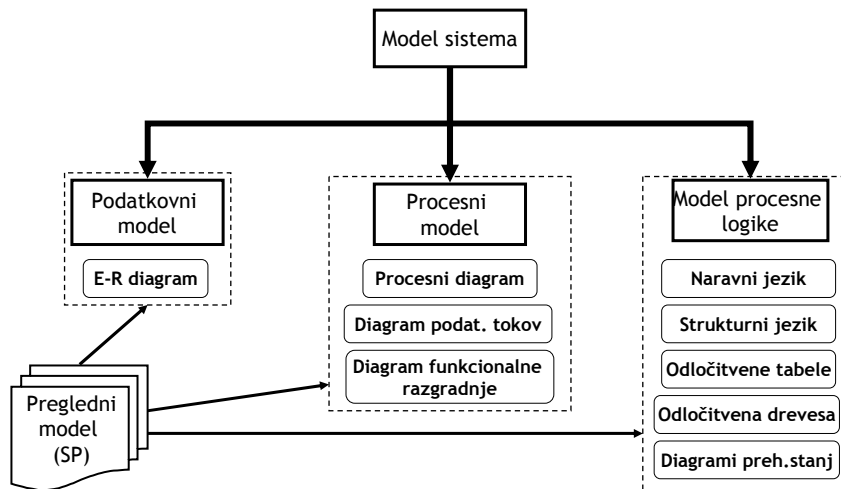 Model sistema
Podatkovni
model
E-R diagram
Procesni
model
Procesni diagram
Diagram podat. tokov
Diagram funkcionalne
razgradnje
Model procesne
logike
Naravni jezik
Strukturni jezik
Odločitvene tabele
Odločitvena drevesa
Diagrami preh.stanj
Pregledni
model
(SP)